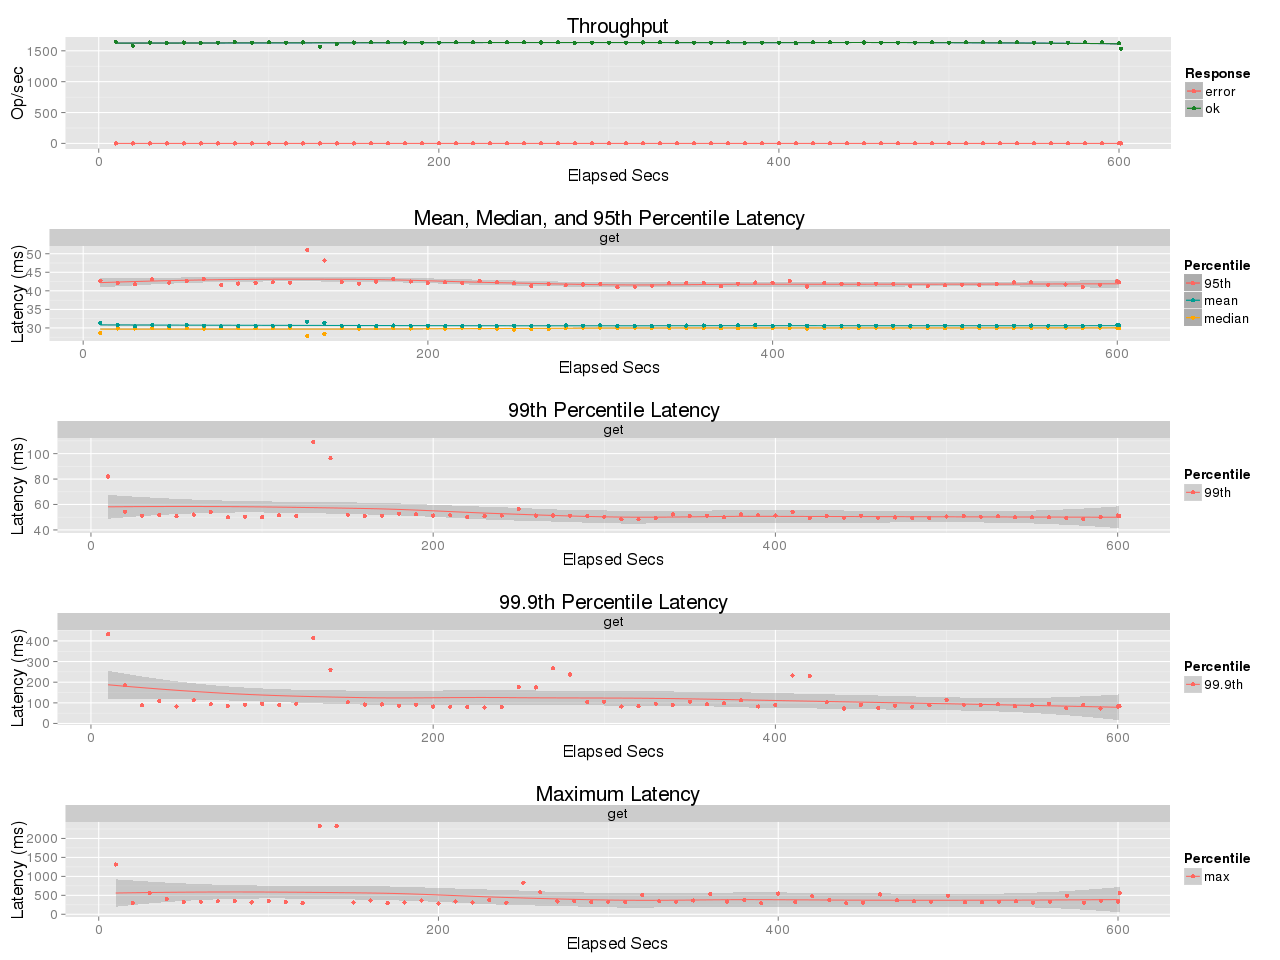 Throughput
Op/sec
1500
1000
500
0
0 200 400 600
Elapsed Secs
Response
error
ok
Mean, Median, and 95th Percentile Latency
get
Latency (ms)
50
45
40
35
30
0 200 400 600
Elapsed Secs
Percentile
95th
mean
median
99th Percentile Latency
get
Latency (ms)
100
80
60
40
0 200 400 600
Elapsed Secs
Percentile
99th
99.9th Percentile Latency
get
Latency (ms)
400
300
200
100
0
0 200 400 600
Elapsed Secs
Percentile
99.9th
Maximum Latency
get
Latency (ms)
2000
1500
1000
500
0
0 200 400 600
Elapsed Secs
Percentile
max